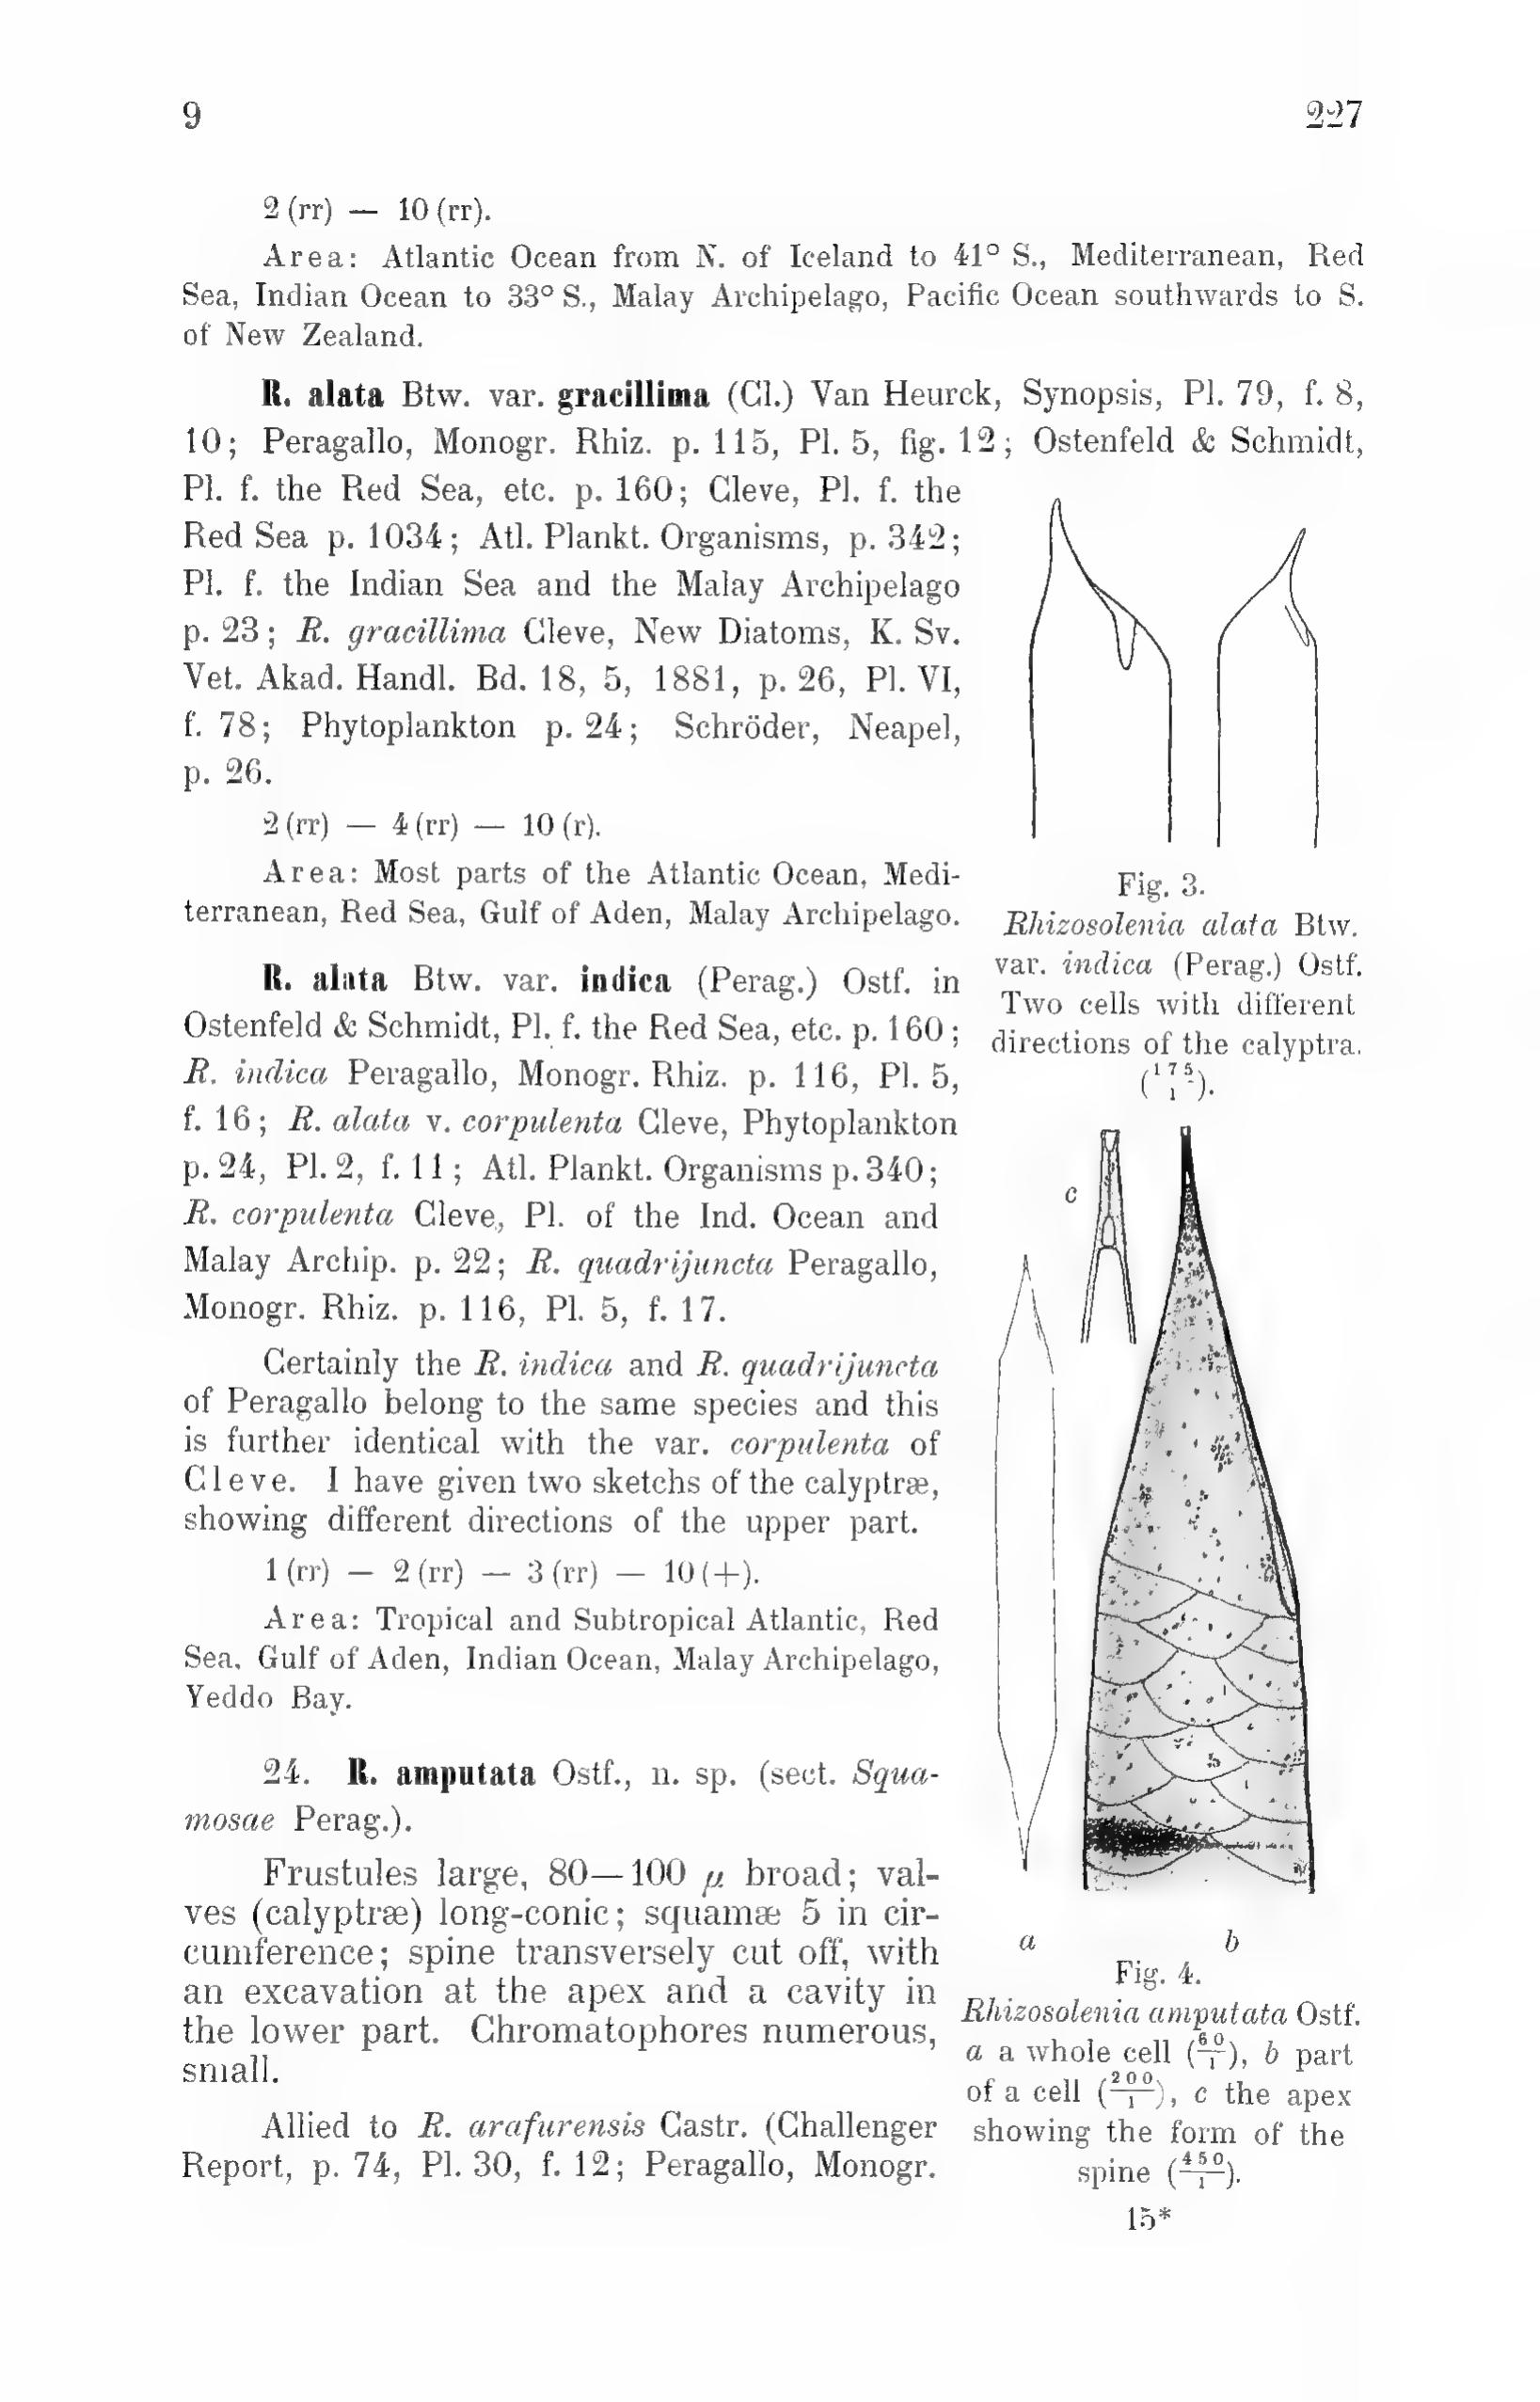 9 227
2 (rr) — 10 (rr).
Area: Atlantic Ocean from N. of Iceland to 41° S., Mediterranean, Red
Sea, Indian Ocean to 33° S., Malay Archipelago, Pacific Ocean southwards to S.
of New Zealand.
R. alata Btw. var. gracillima (Cl.) Van Heurck, Synopsis, Pl. 79, f. 8,
10; Peragallo, Monogr. Rhiz. p. 115, Pl. 5, fig. 12; Ostenfeld & Schmidt,
Pl. f. the Red Sea, etc. p. 160; Cleve, Pl. f. the
Red Sea p. 1034; Atl. Plankt. Organisms, p. 342;
Pl. f. the Indian Sea and the Malay Archipelago
p. 23; R. gracillima Cleve, New Diatoms, K. Sv.
Vet. Akad. Handl. Bd. 18, 5, 1881, p. 26, Pl. VI,
f. 78; Phytoplankton p. 24; Schröder, Neapel,
p. 26.
2 (rr) — 4 (rr) — 10 (r).
Area: Most parts of the Atlantic Ocean, Medi-
terranean, Red Sea, Gulf of Aden, Malay Archipelago.
R. alata Btw. var. indica (Perag.) Ostf. in
Ostenfeld & Schmidt, Pl. f. the Red Sea, etc. p. 160;
R. indica Peragallo, Monogr. Rhiz. p. 116, Pl. 5,
f. 16; R. alata v. corpulenta Cleve, Phytoplankton
p. 24, Pl. 2, f. 11; Atl. Plankt. Organisms p. 340;
R. corpulenta Cleve, Pl. of the Ind. Ocean and
Malay Archip. p. 22; R. quadrijuncta Peragallo,
Monogr. Rhiz. p. 116, Pl. 5, f. 17.
Certainly the R. indica and R. quadrijuncta
of Peragallo belong to the same species and this
is further identical with the var. corpulenta of
Cleve. I have given two sketchs of the calyptræ,
showing different directions of the upper part.
1 (rr) — 2 (rr) — 3 (rr) — 10 (+).
Area: Tropical and Subtropical Atlantic, Red
Sea, Gulf of Aden, Indian Ocean, Malay Archipelago,
Yeddo Bay.
24. R. amputata Ostf., n. sp. (sect. Squa-
mosae Perag.).
Frustules large, 80—100 µ broad; val-
ves (calyptræ) long-conic; squamæ 5 in cir-
cumference; spine transversely cut off, with
an excavation at the apex and a cavity in
the lower part. Chromatophores numerous,
small.
Allied to R. arafurensis Castr. (Challenger
Report, p. 74, Pl. 30, f. 12; Peragallo, Monogr.
Fig. 3.
Rhizosolenia alata Btw.
var. indica (Perag.) Ostf.
Two cells with different
directions of the calyptra.
(175/1).
c
a b
Fig. 4.
Rhizosolenia amputata Ostf.
a a whole cell (60/1), b part
of a cell (200/1), c the apex
showing the form of the
spine (450/1).
15*